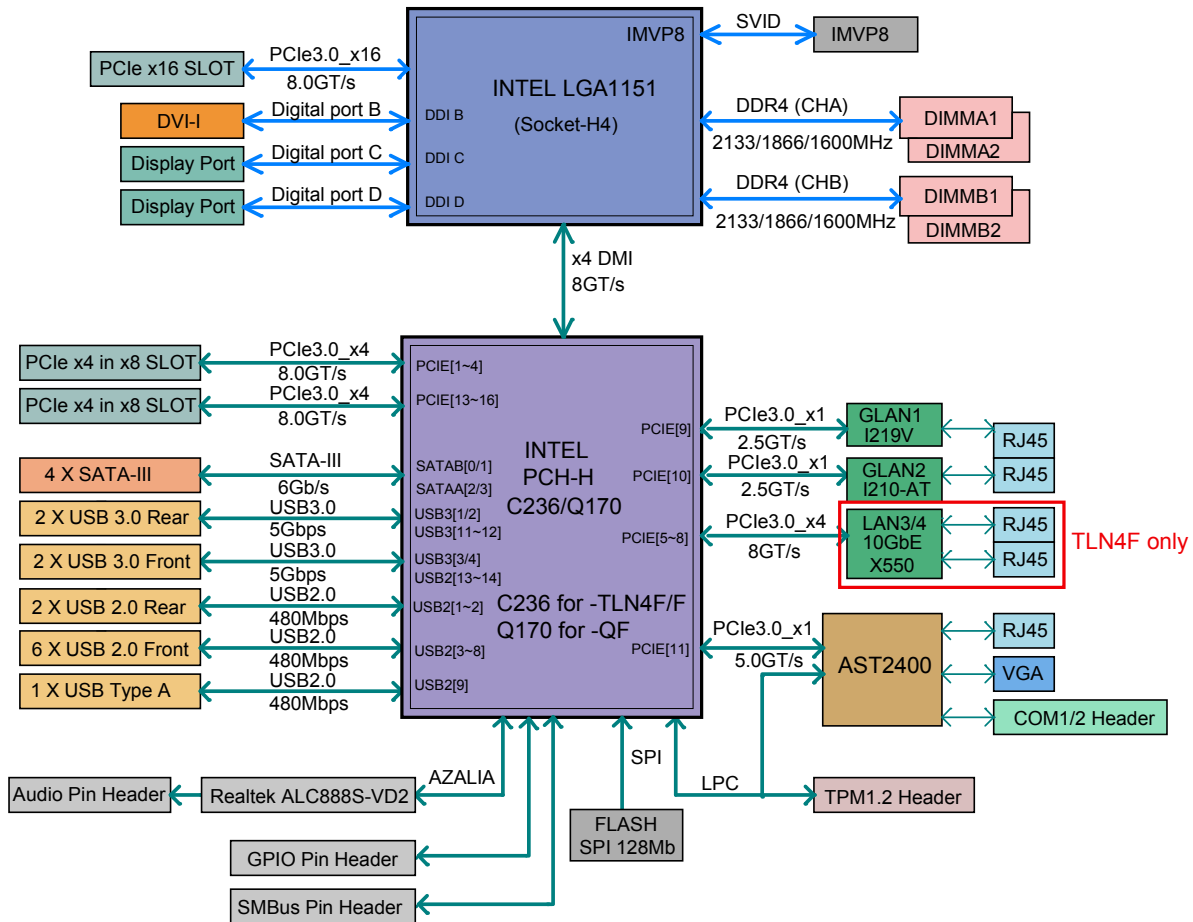 IMVP8
SVID
IMVP8
PCIe x16 SLOT
PCIe3.0_x16
8.0GT/s
INTEL LGA1151
(Socket-H4)
DVI-I
Digital port B
DDI B
Display Port
Digital port C
DDI C
Display Port
Digital port D
DDI D
DDR4 (CHA)
2133/1866/1600MHz
DIMMA1
DIMMA2
DDR4 (CHB)
2133/1866/1600MHz
DIMMB1
DIMMB2
x4 DMI
8GT/s
PCIe x4 in x8 SLOT
PCIe3.0_x4
8.0GT/s
PCIE[1~4]
PCIe x4 in x8 SLOT
PCIe3.0_x4
8.0GT/s
PCIE[13~16]
INTEL
PCH-H
C236/Q170
4 X SATA-III
SATA-III
6Gb/s
SATAB[0/1]
SATAA[2/3]
2 X USB 3.0 Rear
USB3.0
5Gbps
USB3[1/2]
USB3[11~12]
2 X USB 3.0 Front
USB3.0
5Gbps
USB3[3/4]
USB2[13~14]
2 X USB 2.0 Rear
USB2.0
480Mbps
USB2[1~2]
6 X USB 2.0 Front
USB2.0
480Mbps
USB2[3~8]
1 X USB Type A
USB2.0
480Mbps
USB2[9]
C236 for -TLN4F/F
Q170 for -QF
PCIE[9]
PCIe3.0_x1
2.5GT/s
GLAN1
I219V
RJ45
PCIE[10]
PCIe3.0_x1
2.5GT/s
GLAN2
I210-AT
RJ45
PCIE[5~8]
PCIe3.0_x4
8GT/s
LAN3/4
10GbE
X550
RJ45
RJ45
TLN4F only
PCIE[11]
PCIe3.0_x1
5.0GT/s
AST2400
RJ45
VGA
COM1/2 Header
Audio Pin Header
Realtek ALC888S-VD2
AZALIA
SPI
LPC
TPM1.2 Header
FLASH
SPI 128Mb
GPIO Pin Header
SMBus Pin Header